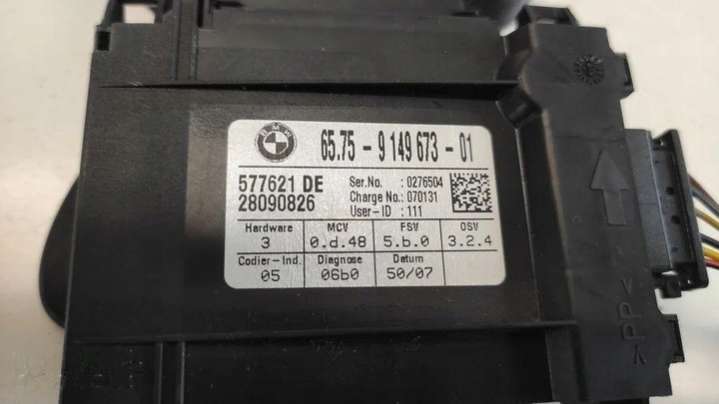 BMW
65.75 - 9 149 673 - 01
577621 DE
28090826
Ser.No. : 0276504
Charge No.: 070131
User-ID : 111
Hardware MCV FSV OSV
3 0.d.48 5.b.0 3.2.4
Codier-Ind. Diagnose Datum
05 06b0 50/07
>PP<